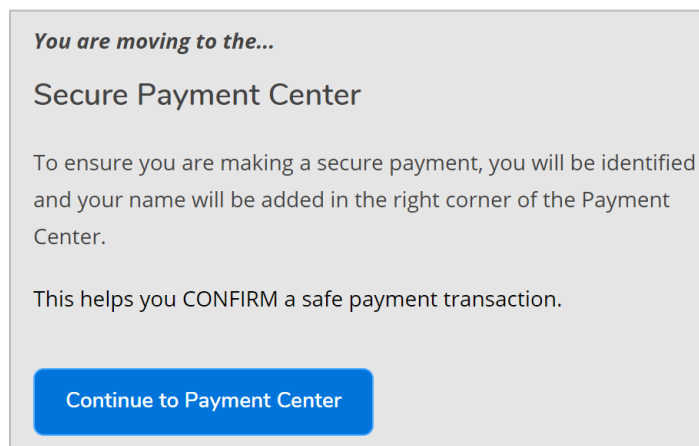 You are moving to the...
Secure Payment Center
To ensure you are making a secure payment, you will be identified
and your name will be added in the right corner of the Payment
Center.
This helps you CONFIRM a safe payment transaction.
Continue to Payment Center